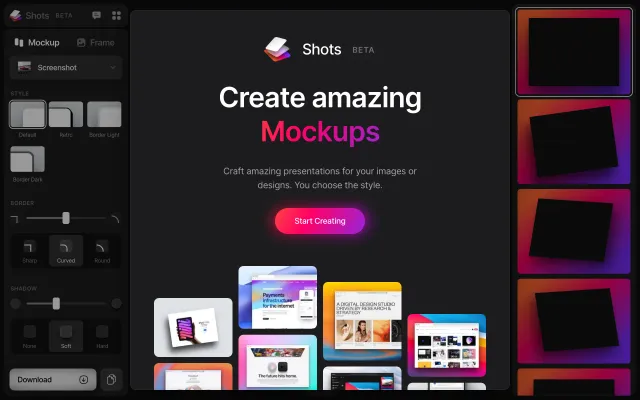 Shots BETA
Mockup
Frame
Screenshot
STYLE
Default
Retro
Border Light
Border Dark
BORDER
Sharp
Curved
Round
SHADOW
None
Soft
Hard
Download
Shots BETA
Create amazing
Mockups
Craft amazing presentations for your images or
designs. You choose the style.
Start Creating
Payments
infrastructure
for the internet
A DIGITAL DESIGN STUDIO
DRIVEN BY RESEARCH &
STRATEGY
The future hits home.